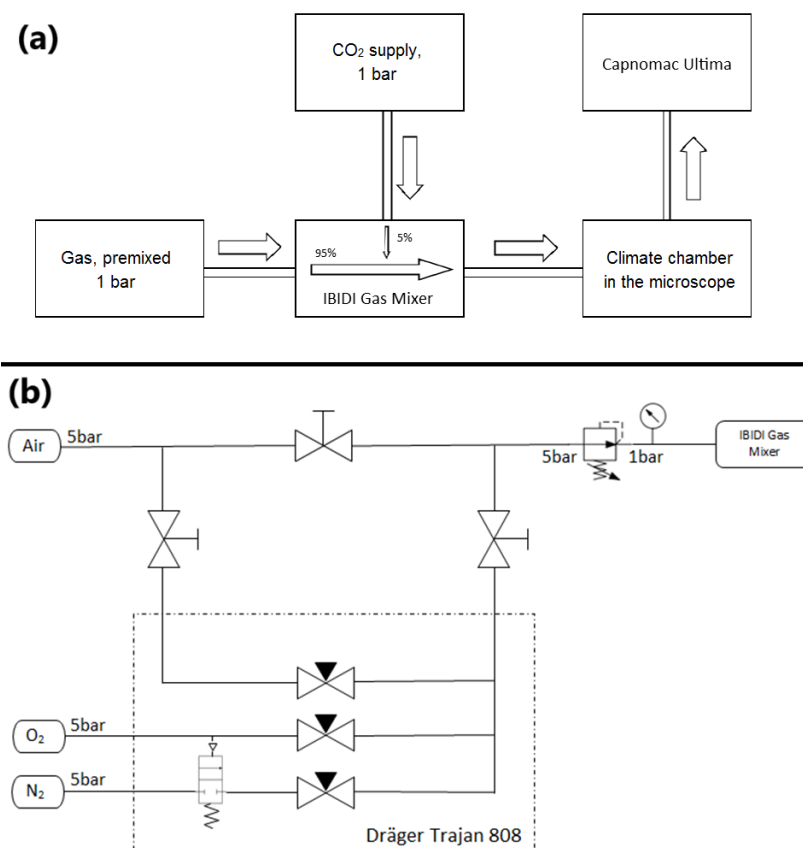 (a)
CO₂ supply,
1 bar
Capnomac Ultima
Gas, premixed
1 bar
95%
5%
IBIDI Gas Mixer
Climate chamber
in the microscope
(b)
Air
5bar
5bar
1bar
IBIDI Gas
Mixer
O₂
5bar
N₂
5bar
Dräger Trajan 808